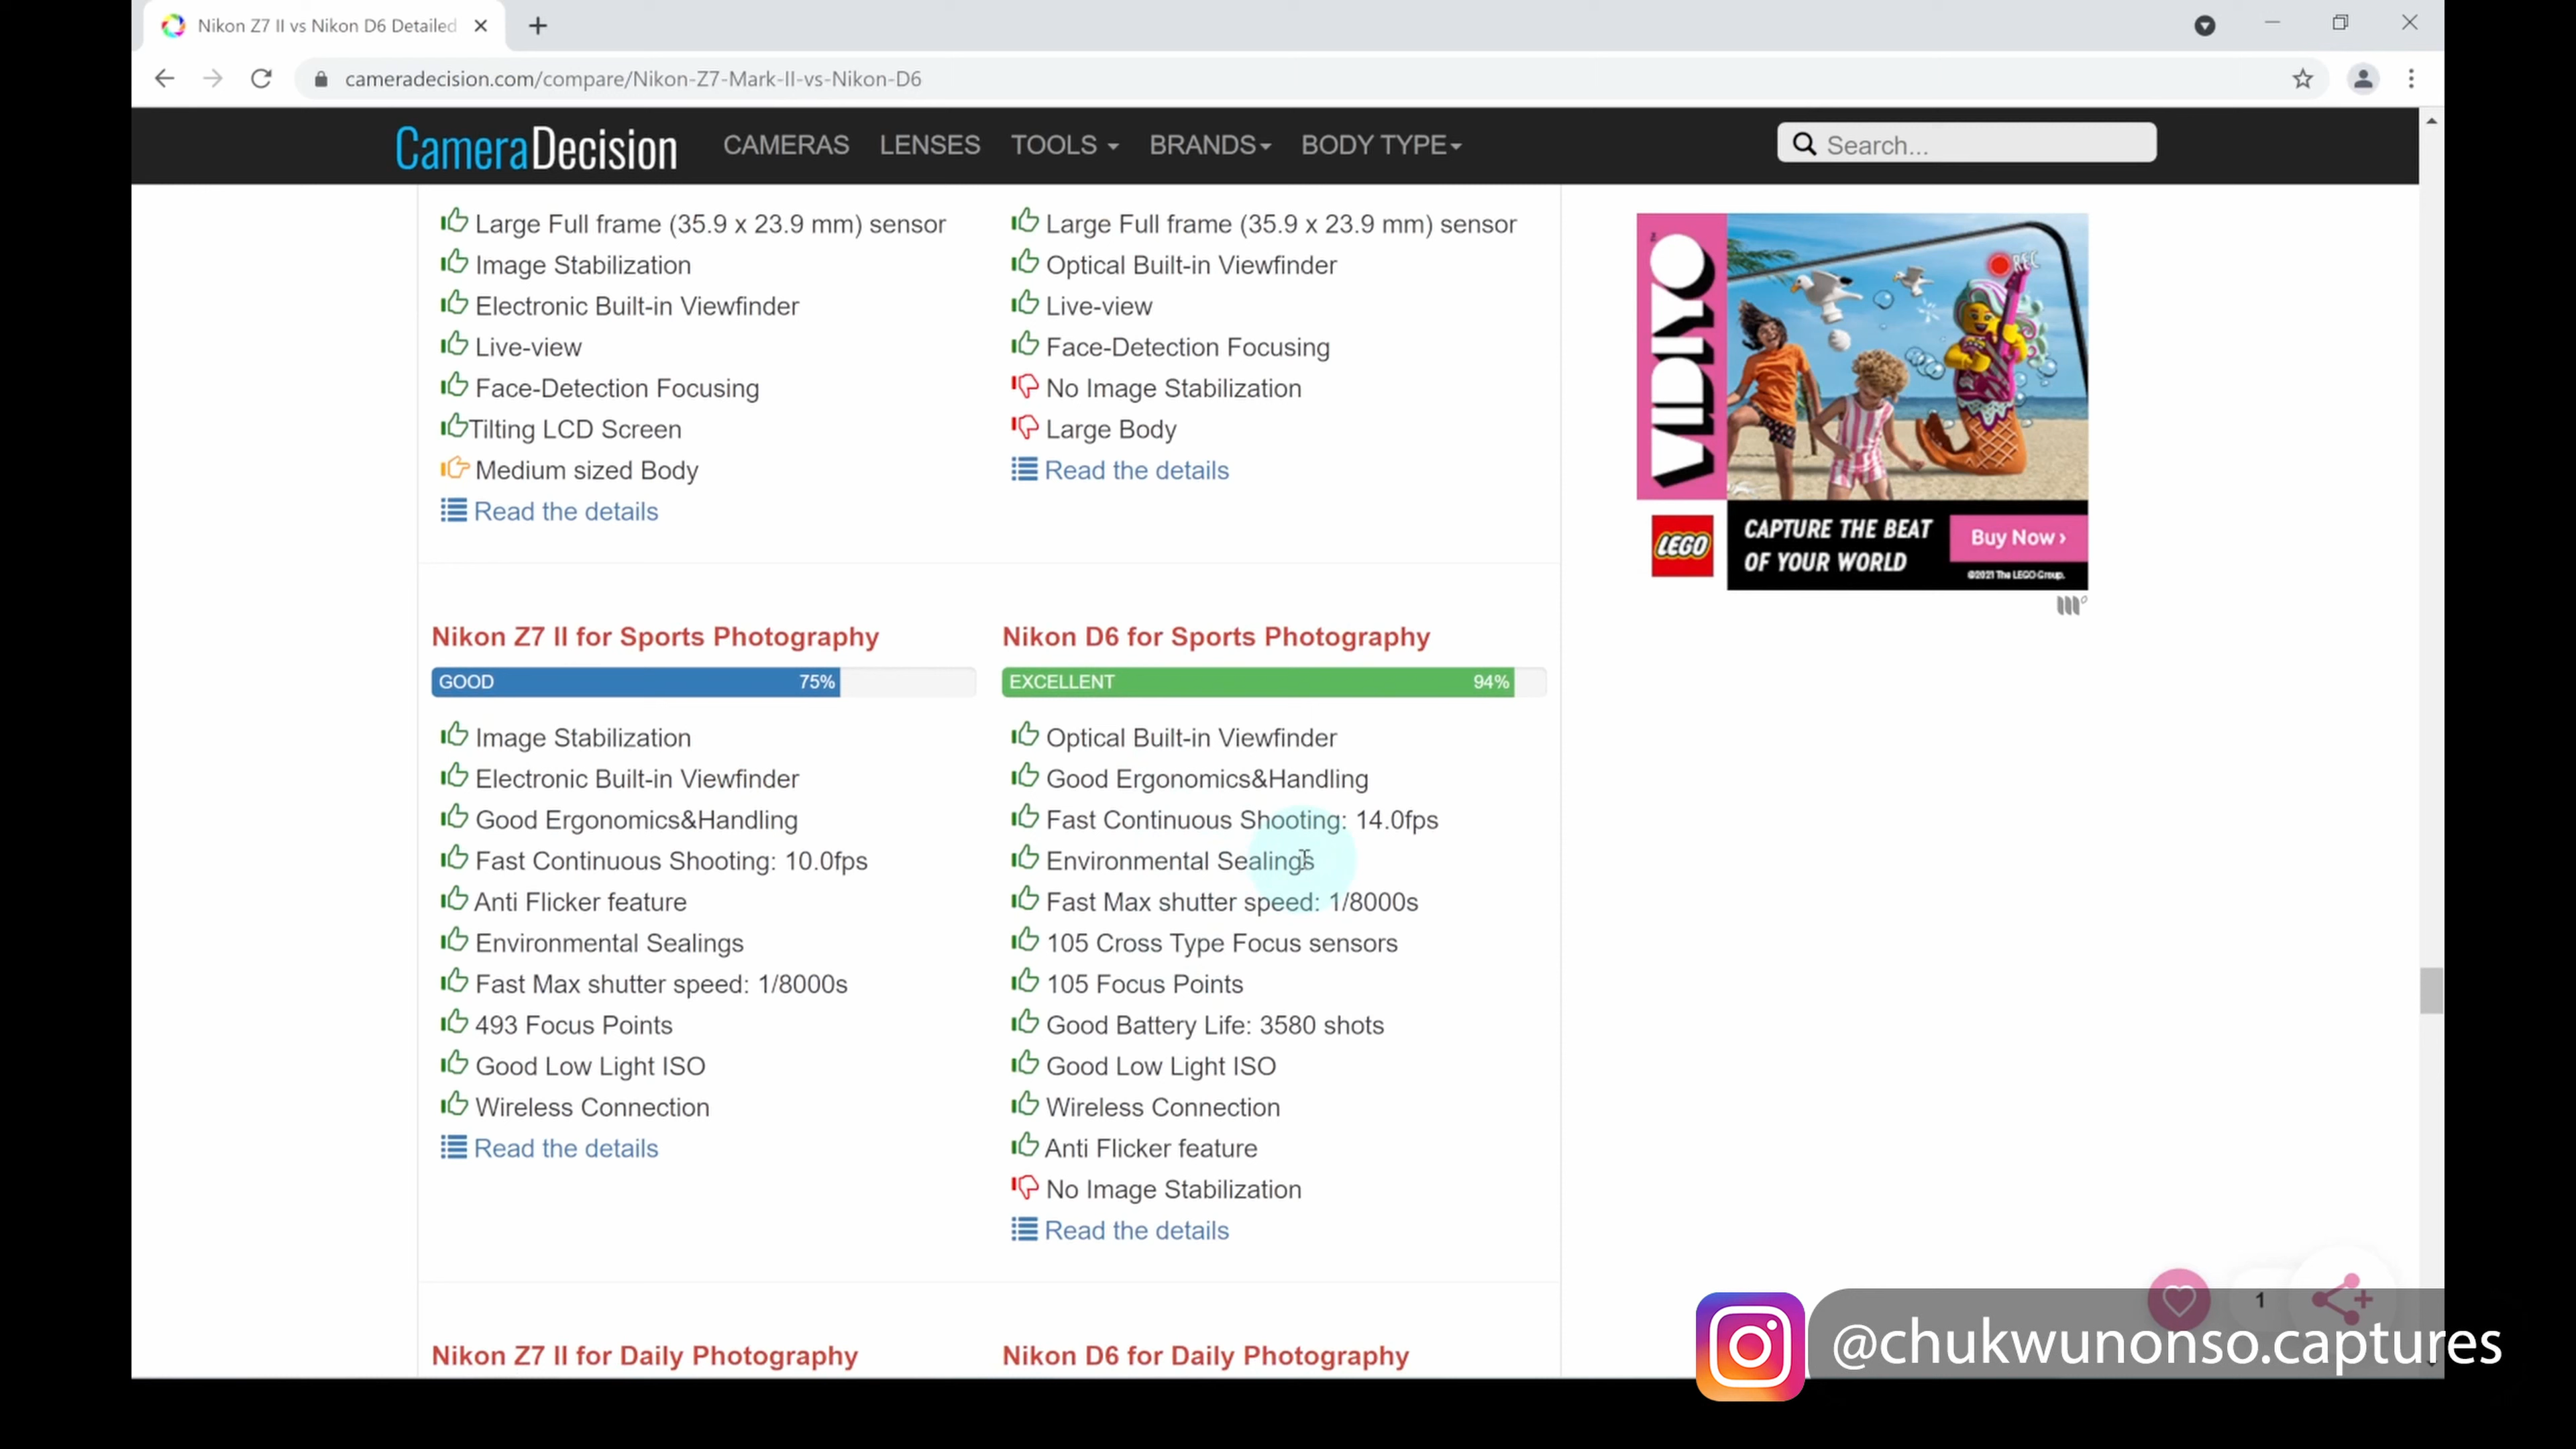 Nikon Z7 II vs Nikon D6 Detailed
cameradecision.com/compare/Nikon-Z7-Mark-II-vs-Nikon-D6
CameraDecision CAMERAS LENSES TOOLS BRANDS BODY TYPE Search...
Large Full frame (35.9 x 23.9 mm) sensor
Image Stabilization
Electronic Built-in Viewfinder
Live-view
Face-Detection Focusing
Tilting LCD Screen
Medium sized Body
Read the details
Large Full frame (35.9 x 23.9 mm) sensor
Optical Built-in Viewfinder
Live-view
Face-Detection Focusing
No Image Stabilization
Large Body
Read the details
VIDIYO
REC
LEGO
CAPTURE THE BEAT
OF YOUR WORLD
Buy Now ›
©2021 The LEGO Group.
Nikon Z7 II for Sports Photography
GOOD 75%
Image Stabilization
Electronic Built-in Viewfinder
Good Ergonomics&Handling
Fast Continuous Shooting: 10.0fps
Anti Flicker feature
Environmental Sealings
Fast Max shutter speed: 1/8000s
493 Focus Points
Good Low Light ISO
Wireless Connection
Read the details
Nikon D6 for Sports Photography
EXCELLENT 94%
Optical Built-in Viewfinder
Good Ergonomics&Handling
Fast Continuous Shooting: 14.0fps
Environmental Sealings
Fast Max shutter speed: 1/8000s
105 Cross Type Focus sensors
105 Focus Points
Good Battery Life: 3580 shots
Good Low Light ISO
Wireless Connection
Anti Flicker feature
No Image Stabilization
Read the details
Nikon Z7 II for Daily Photography
Nikon D6 for Daily Photography
1
@chukwunonso.captures